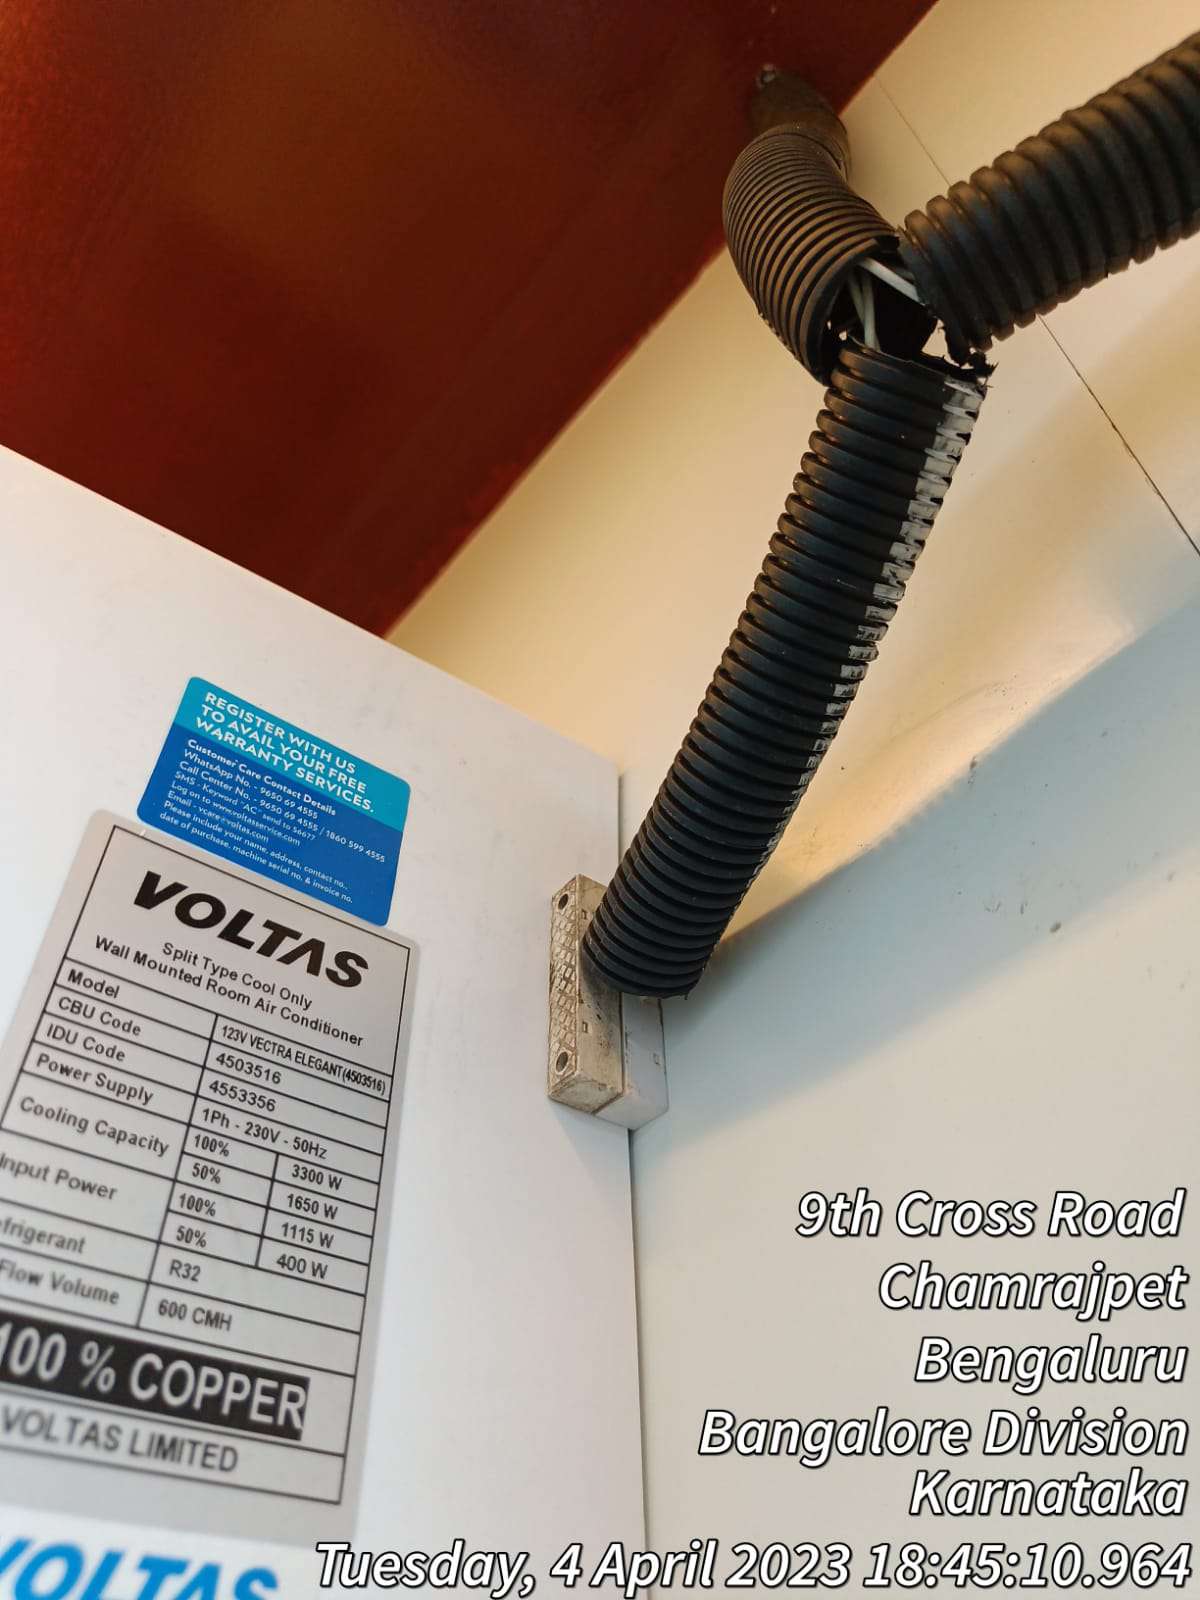 REGISTER WITH US
TO AVAIL YOUR FREE
WARRANTY SERVICES.
Customer Care Contact Details
WhatsApp No. - 9650 69 4555
Call Center No. - 9650 69 4555 / 1860 599 4555
SMS - Keyword "AC" send to 56677
Log on to www.voltasservice.com
Email - vcare@voltas.com
Please include your name, address, contact no.,
date of purchase, machine serial no. & invoice no.
VOLTAS
Split Type Cool Only
Wall Mounted Room Air Conditioner
Model 123V VECTRA ELEGANT(4503516)
CBU Code 4503516
IDU Code 4553356
Power Supply 1Ph - 230V - 50Hz
Cooling Capacity 100% 3300 W
50% 1650 W
Input Power 100% 1115 W
50% 400 W
efrigerant R32
Flow Volume 600 CMH
100 % COPPER
VOLTAS LIMITED
VOLTAS
9th Cross Road
Chamrajpet
Bengaluru
Bangalore Division
Karnataka
Tuesday, 4 April 2023 18:45:10.964